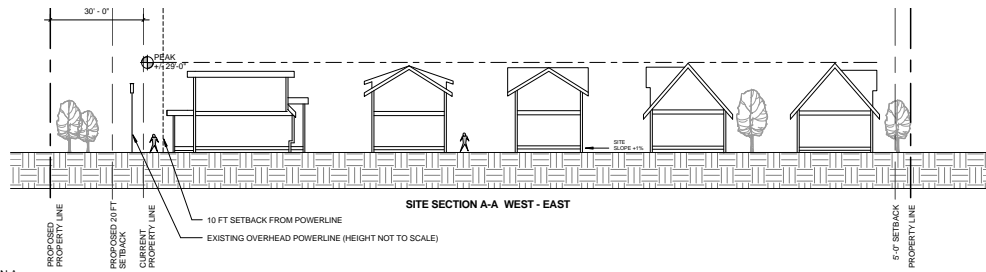 30' - 0"
PEAK
+/- 29'-0"
SITE
SLOPE +1%
SITE SECTION A-A WEST - EAST
10 FT SETBACK FROM POWERLINE
EXISTING OVERHEAD POWERLINE (HEIGHT NOT TO SCALE)
PROPOSED
PROPERTY LINE
PROPOSED 20 FT
SETBACK
CURRENT
PROPERTY LINE
5'-0" SETBACK
PROPERTY LINE